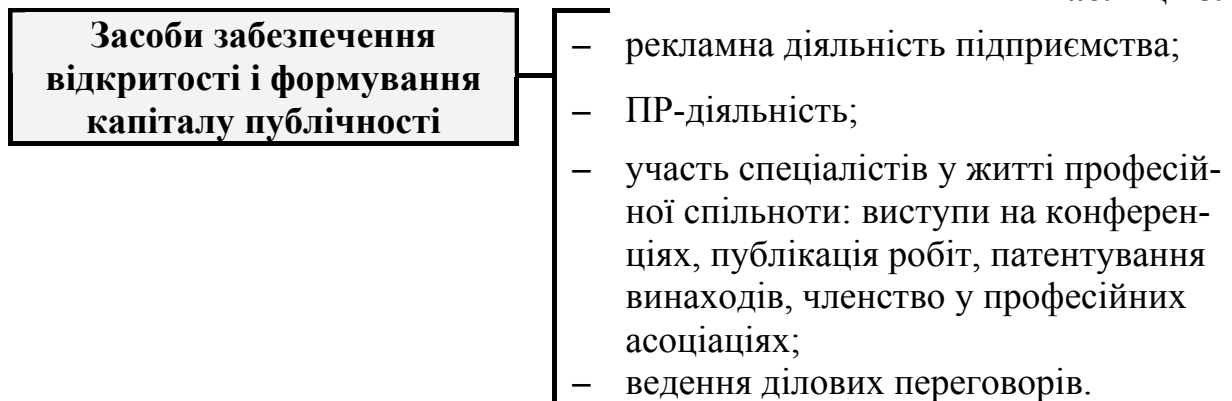 Засоби забезпечення
відкритості і формування
капіталу публічності
– рекламна діяльність підприємства;
– ПР-діяльність;
– участь спеціалістів у житті професій-
ної спільноти: виступи на конферен-
ціях, публікація робіт, патентування
винаходів, членство у професійних
асоціаціях;
– ведення ділових переговорів.